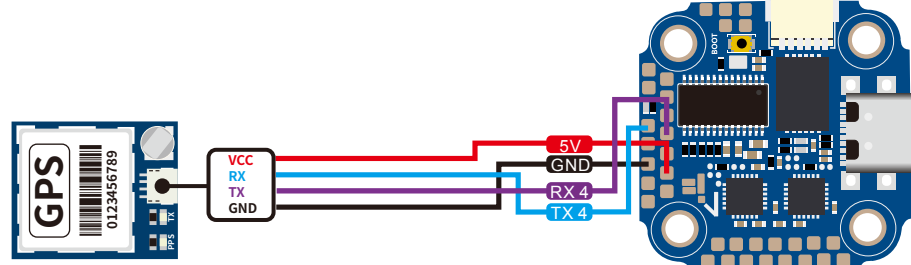 GPS
0123456789
TX
PPS
VCC
RX
TX
GND
5V
GND
RX 4
TX 4
BOOT